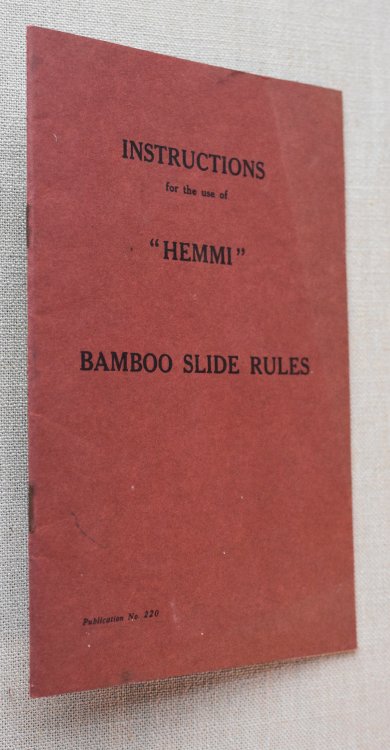 INSTRUCTIONS
for the use of
"HEMMI"
BAMBOO SLIDE RULES
Publication No. 220